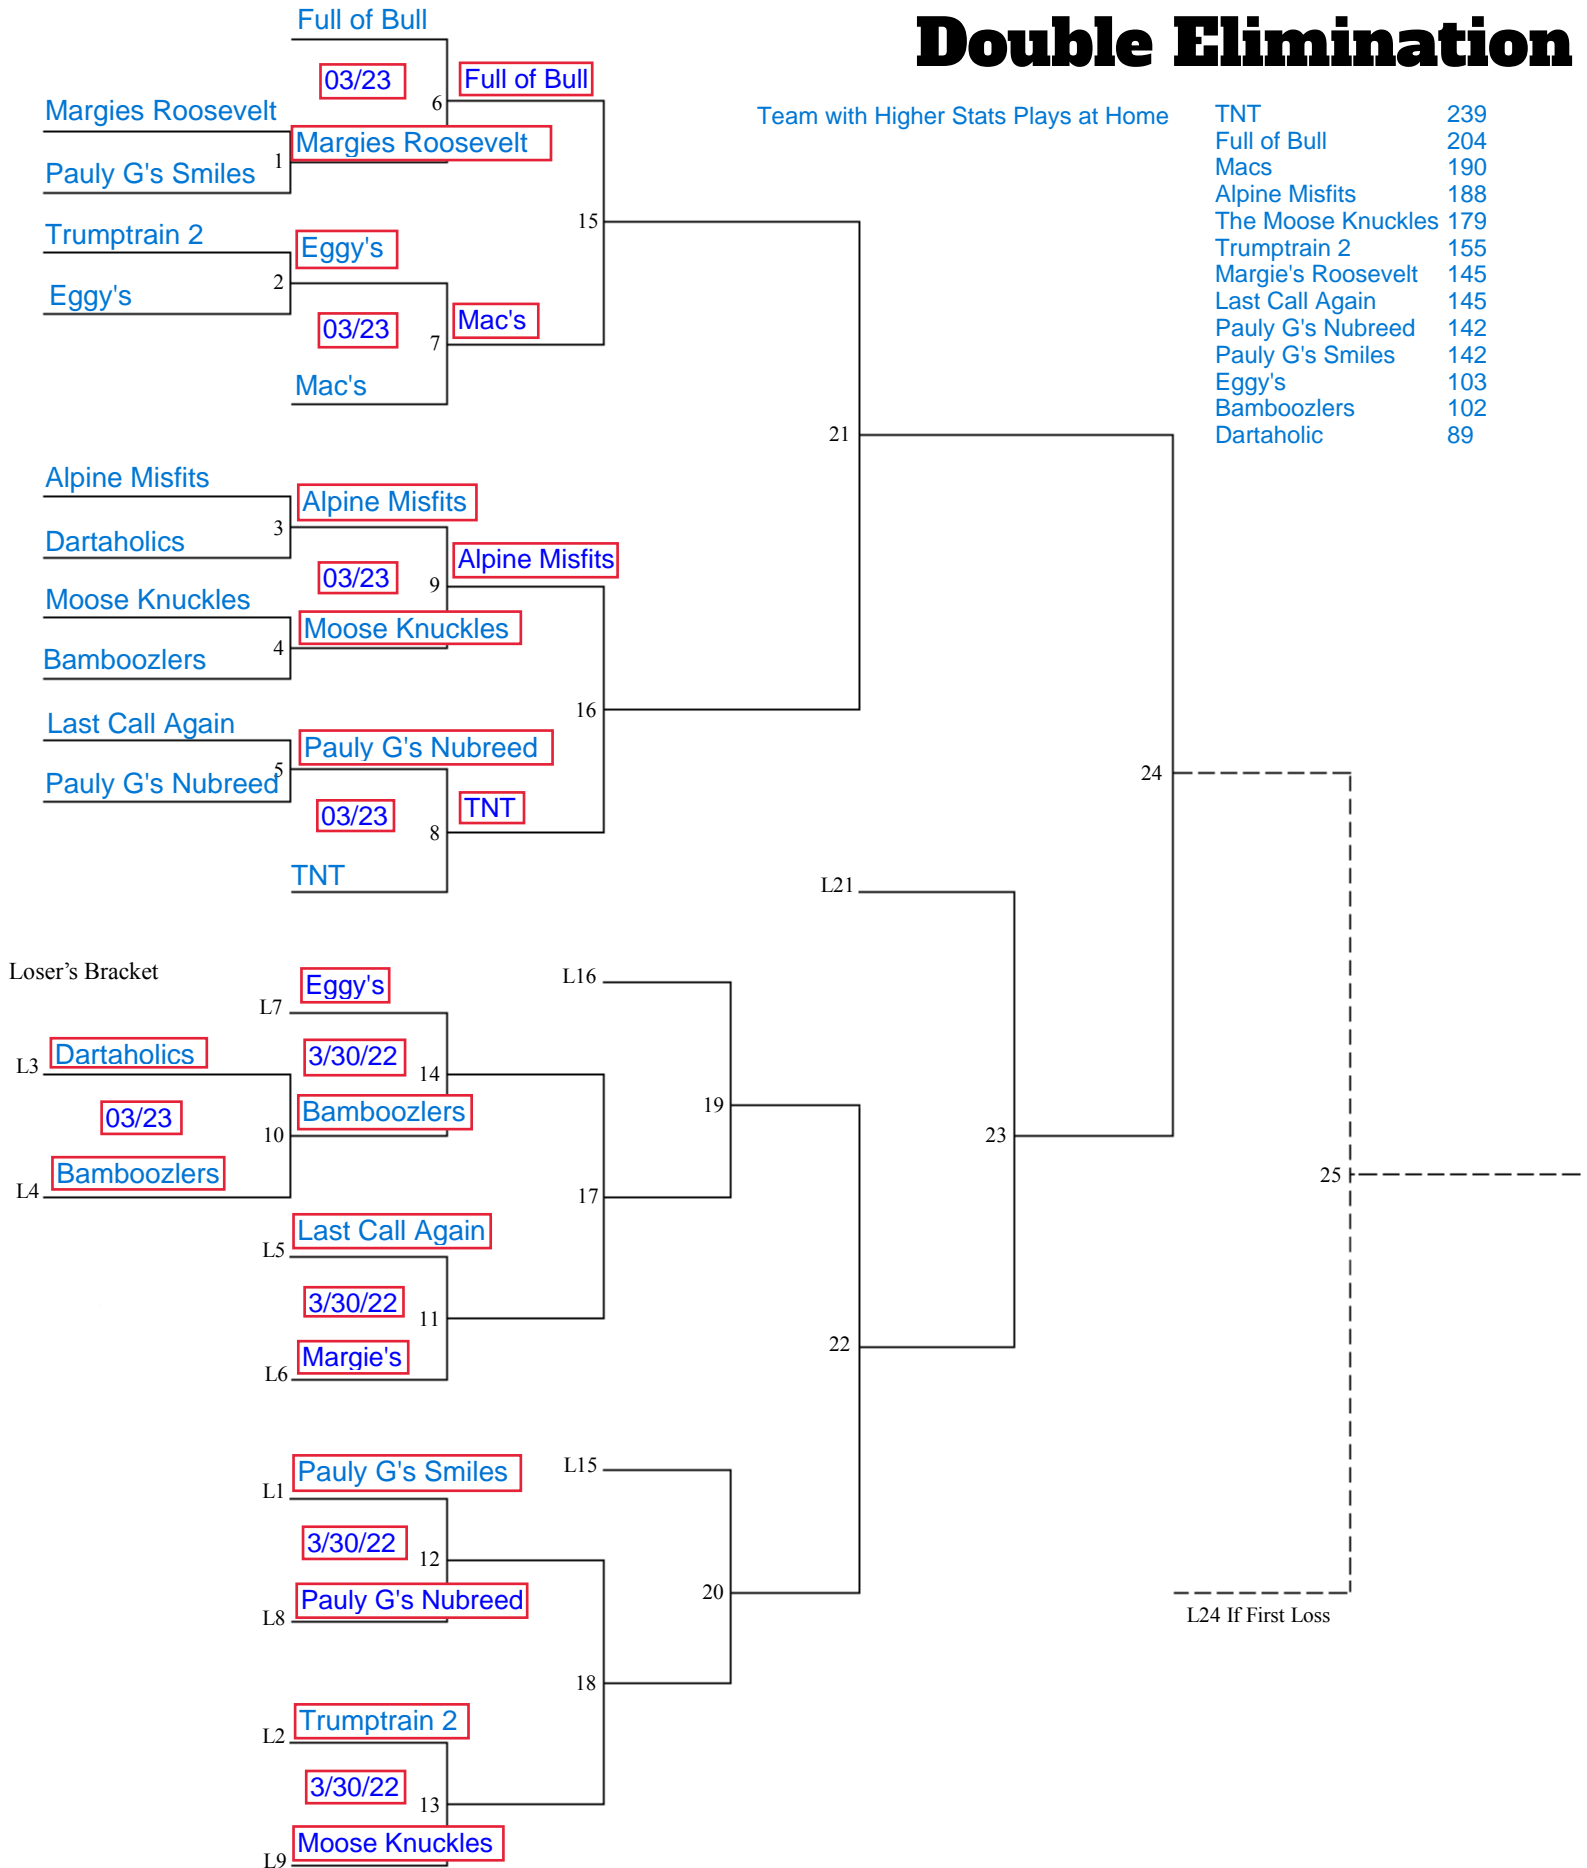 Double Elimination
Team with Higher Stats Plays at Home
TNT 239
Full of Bull 204
Macs 190
Alpine Misfits 188
The Moose Knuckles 179
Trumptrain 2 155
Margie's Roosevelt 145
Last Call Again 145
Pauly G's Nubreed 142
Pauly G's Smiles 142
Eggy's 103
Bamboozlers 102
Dartaholic 89
Full of Bull
03/23
6
Full of Bull
Margies Roosevelt
1
Margies Roosevelt
Pauly G's Smiles
15
Trumptrain 2
Eggy's
2
Eggy's
03/23
7
Mac's
Mac's
21
Alpine Misfits
Alpine Misfits
3
Dartaholics
03/23
9
Alpine Misfits
Moose Knuckles
Moose Knuckles
4
Bamboozlers
16
Last Call Again
Pauly G's Nubreed
5
Pauly G's Nubreed
03/23
8
TNT
TNT
24
L21
Loser's Bracket
L16
Eggy's
L7
Dartaholics
L3
3/30/22
14
03/23
Bamboozlers
10
19
23
Bamboozlers
L4
17
25
Last Call Again
L5
3/30/22
11
Margie's
L6
22
Pauly G's Smiles
L1
L15
3/30/22
12
Pauly G's Nubreed
L8
20
L24 If First Loss
18
Trumptrain 2
L2
3/30/22
13
Moose Knuckles
L9